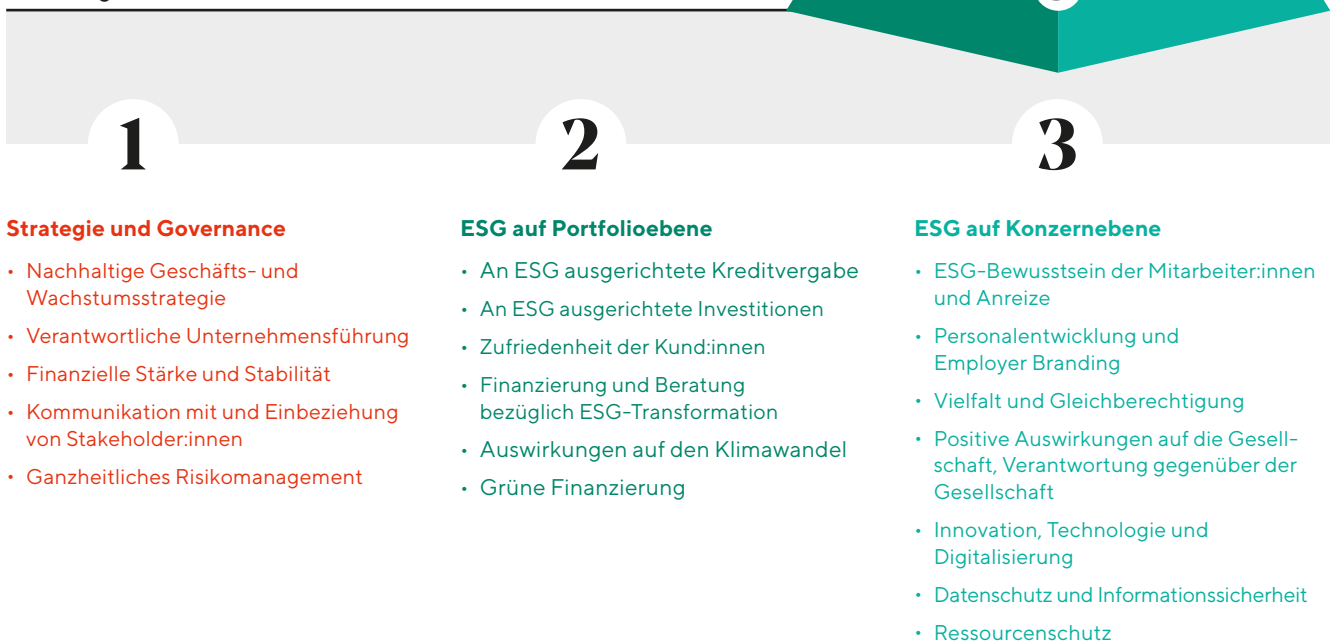 1
2
3
Strategie und Governance
• Nachhaltige Geschäfts- und
Wachstumsstrategie
• Verantwortliche Unternehmensführung
• Finanzielle Stärke und Stabilität
• Kommunikation mit und Einbeziehung
von Stakeholder:innen
• Ganzheitliches Risikomanagement
ESG auf Portfolioebene
• An ESG ausgerichtete Kreditvergabe
• An ESG ausgerichtete Investitionen
• Zufriedenheit der Kund:innen
• Finanzierung und Beratung
bezüglich ESG-Transformation
• Auswirkungen auf den Klimawandel
• Grüne Finanzierung
ESG auf Konzernebene
• ESG-Bewusstsein der Mitarbeiter:innen
und Anreize
• Personalentwicklung und
Employer Branding
• Vielfalt und Gleichberechtigung
• Positive Auswirkungen auf die Gesell-
schaft, Verantwortung gegenüber der
Gesellschaft
• Innovation, Technologie und
Digitalisierung
• Datenschutz und Informationssicherheit
• Ressourcenschutz